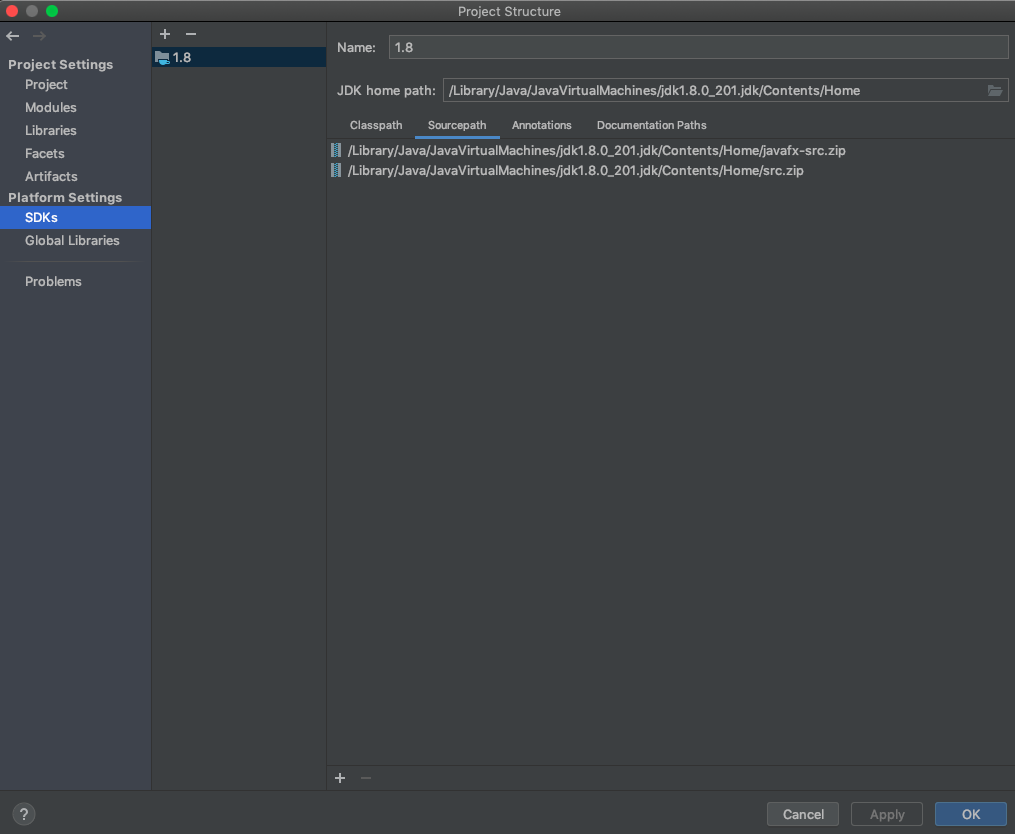 Project Structure
Project Settings
Project
Modules
Libraries
Facets
Artifacts
Platform Settings
SDKs
Global Libraries
Problems
1.8
Name: 1.8
JDK home path: /Library/Java/JavaVirtualMachines/jdk1.8.0_201.jdk/Contents/Home
Classpath Sourcepath Annotations Documentation Paths
/Library/Java/JavaVirtualMachines/jdk1.8.0_201.jdk/Contents/Home/javafx-src.zip
/Library/Java/JavaVirtualMachines/jdk1.8.0_201.jdk/Contents/Home/src.zip
? Cancel Apply OK